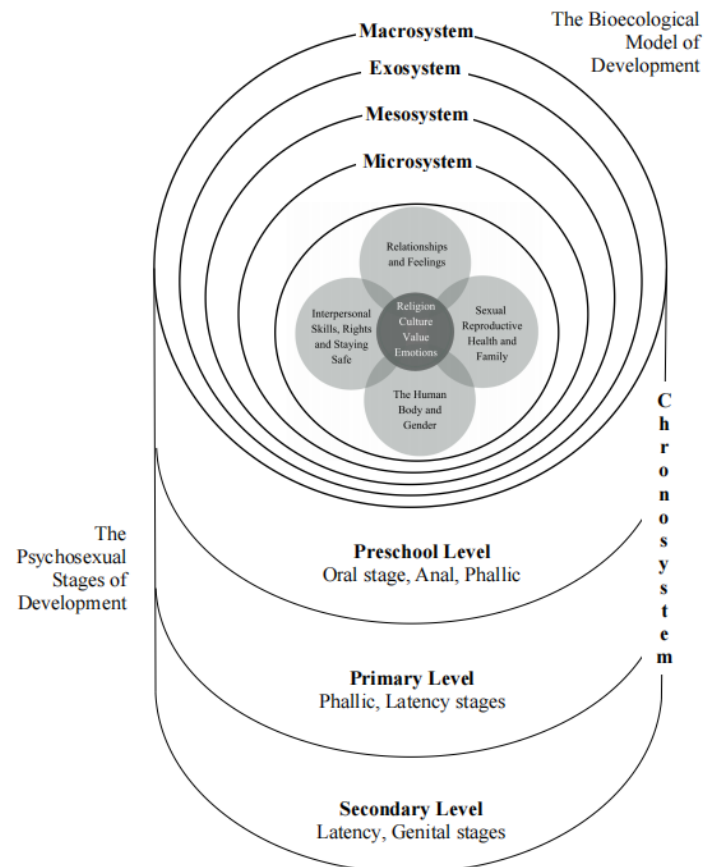 The Bioecological
Model of
Development
Macrosystem
Exosystem
Mesosystem
Microsystem
Relationships
and Feelings
Interpersonal
Skills, Rights
and Staying
Safe
Religion
Culture
Value
Emotions
Sexual
Reproductive
Health and
Family
The Human
Body and
Gender
Chronosystem
The
Psychosexual
Stages of
Development
Preschool Level
Oral stage, Anal, Phallic
Primary Level
Phallic, Latency stages
Secondary Level
Latency, Genital stages